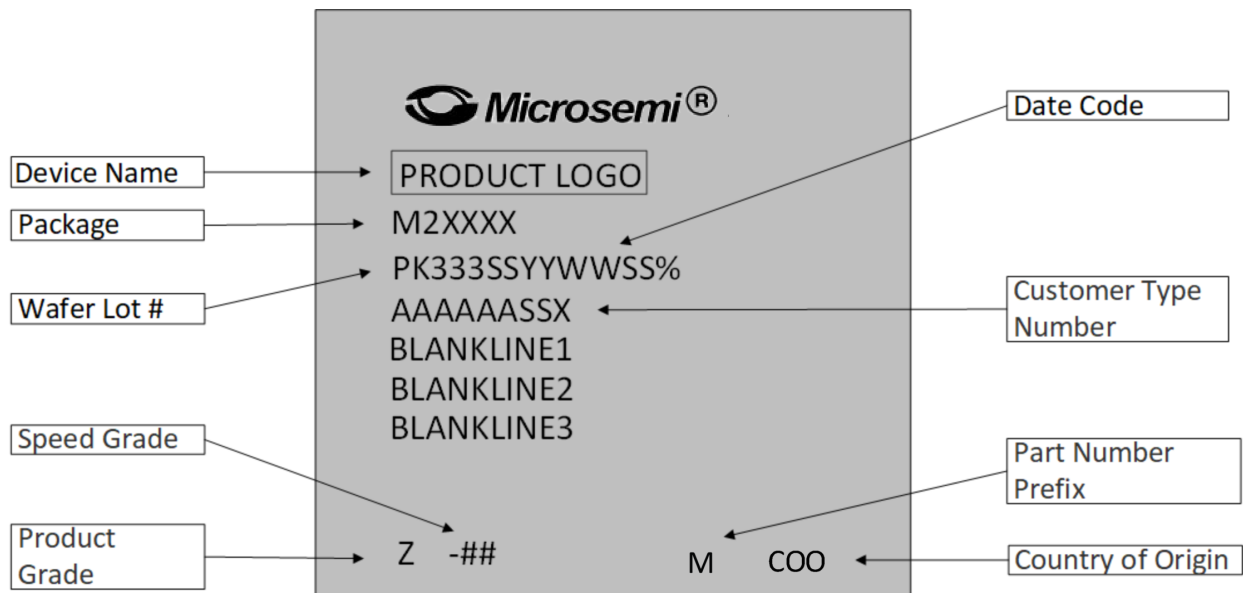 Microsemi®
Date Code
Device Name
PRODUCT LOGO
Package
M2XXXX
PK333SSYYWWSS%
Wafer Lot #
AAAAAASSX
Customer Type
Number
BLANKLINE1
BLANKLINE2
BLANKLINE3
Speed Grade
Part Number
Prefix
Product
Grade
Z -##
M COO
Country of Origin